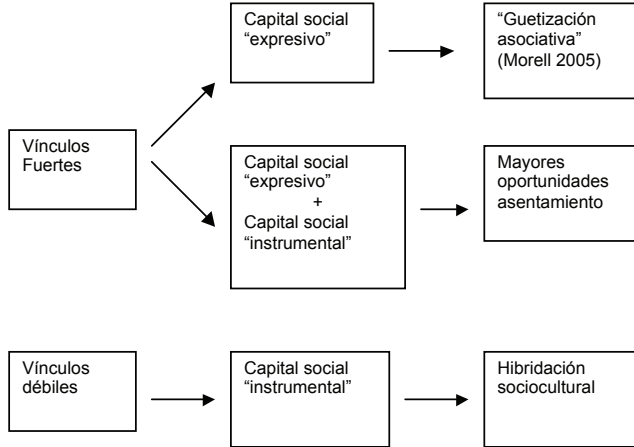 Capital social
“expresivo”
“Guetización
asociativa”
(Morell 2005)
Vínculos
Fuertes
Capital social
“expresivo”
+
Capital social
“instrumental”
Mayores
oportunidades
asentamiento
Vínculos
débiles
Capital social
“instrumental”
Hibridación
sociocultural